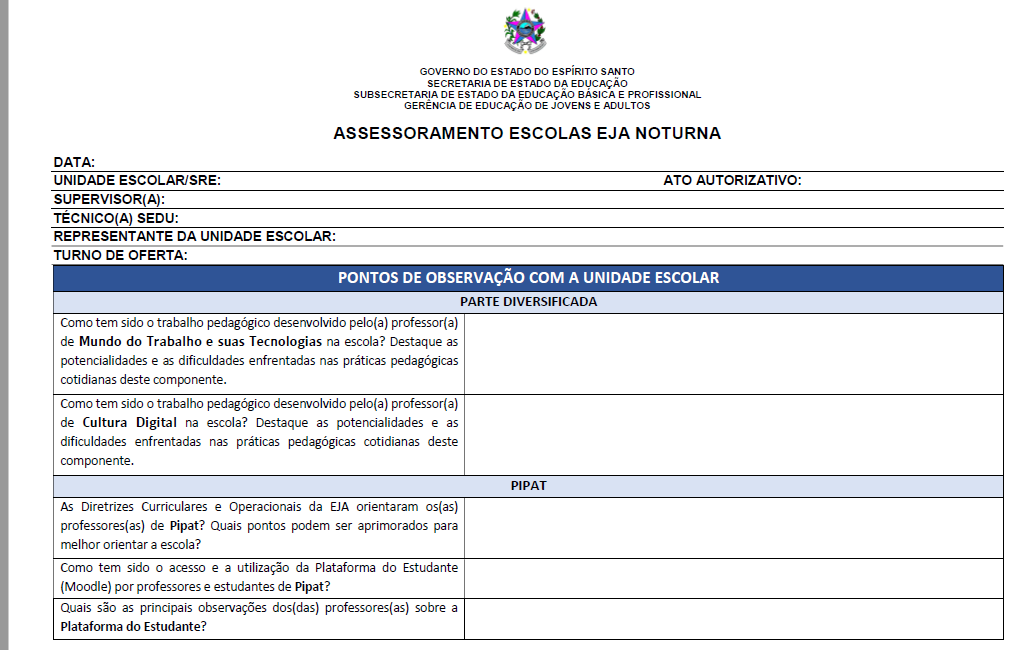 GOVERNO DO ESTADO DO ESPÍRITO SANTO
SECRETARIA DE ESTADO DA EDUCAÇÃO
SUBSECRETARIA DE ESTADO DA EDUCAÇÃO BÁSICA E PROFISSIONAL
GERÊNCIA DE EDUCAÇÃO DE JOVENS E ADULTOS
ASSESSORAMENTO ESCOLAS EJA NOTURNA
DATA:
UNIDADE ESCOLAR/SRE: ATO AUTORIZATIVO:
SUPERVISOR(A):
TÉCNICO(A) SEDU:
REPRESENTANTE DA UNIDADE ESCOLAR:
TURNO DE OFERTA:
PONTOS DE OBSERVAÇÃO COM A UNIDADE ESCOLAR
PARTE DIVERSIFICADA
Como tem sido o trabalho pedagógico desenvolvido pelo(a) professor(a)
de Mundo do Trabalho e suas Tecnologias na escola? Destaque as
potencialidades e as dificuldades enfrentadas nas práticas pedagógicas
cotidianas deste componente.
Como tem sido o trabalho pedagógico desenvolvido pelo(a) professor(a)
de Cultura Digital na escola? Destaque as potencialidades e as
dificuldades enfrentadas nas práticas pedagógicas cotidianas deste
componente.
PIPAT
As Diretrizes Curriculares e Operacionais da EJA orientaram os(as)
professores(as) de Pipat? Quais pontos podem ser aprimorados para
melhor orientar a escola?
Como tem sido o acesso e a utilização da Plataforma do Estudante
(Moodle) por professores e estudantes de Pipat?
Quais são as principais observações dos(das) professores(as) sobre a
Plataforma do Estudante?